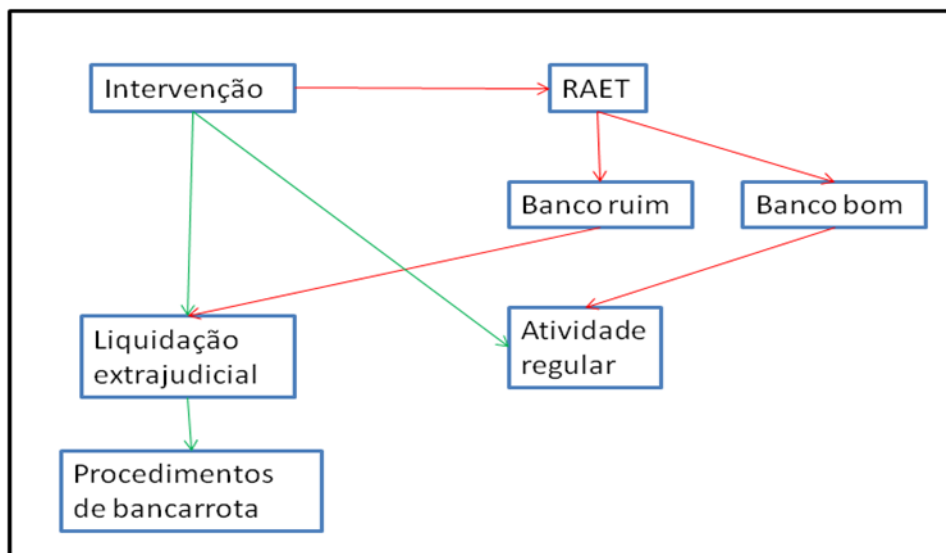 Intervenção
RAET
Banco ruim
Banco bom
Liquidação
extrajudicial
Atividade
regular
Procedimentos
de bancarrota